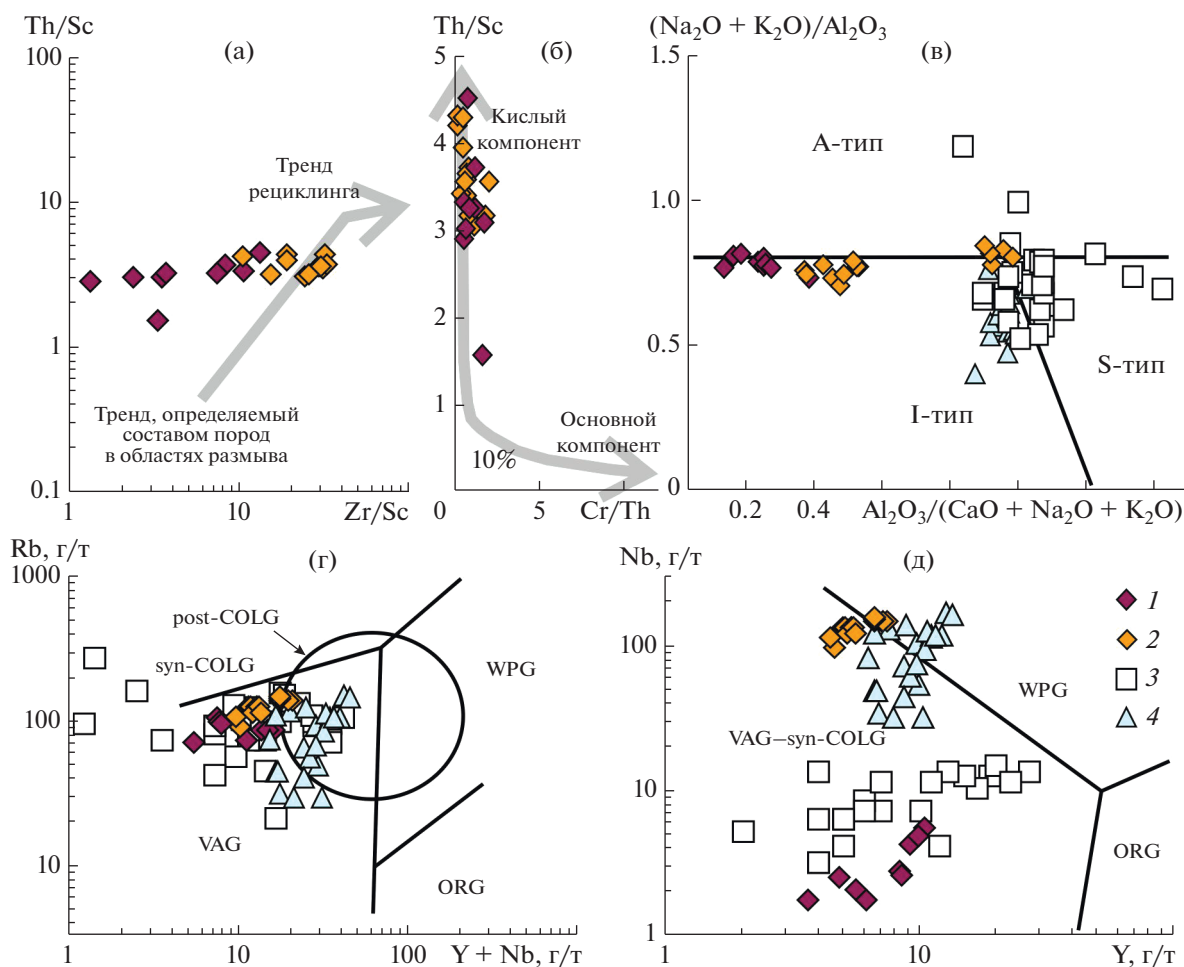 Th/Sc
(а)
100
10
1
0.1
1
10
Zr/Sc
Тренд
рециклинга
Тренд, определяемый
составом пород
в областях размыва
Th/Sc
(б)
5
4
3
2
1
0
5
Cr/Th
Кислый
компонент
Основной
компонент
10%
(Na₂O + K₂O)/Al₂O₃
(в)
1.5
1.0
0.5
0
0.2
0.4
Al₂O₃/(CaO + Na₂O + K₂O)
А-тип
I-тип
S-тип
Rb, г/т
(г)
1000
100
10
1
10
100
Y + Nb, г/т
post-COLG
syn-COLG
WPG
VAG
ORG
Nb, г/т
(д)
100
10
1
1
10
Y, г/т
WPG
VAG–syn-COLG
ORG
1
2
3
4